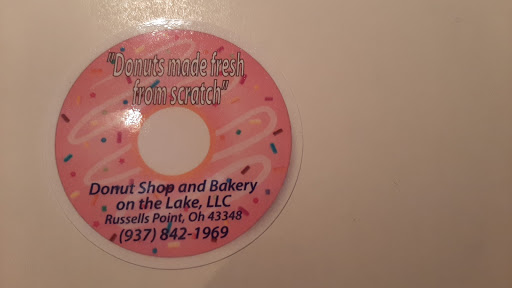 "Donuts made fresh
from scratch"
Donut Shop and Bakery
on the Lake, LLC
Russells Point, Oh 43348
(937) 842-1969